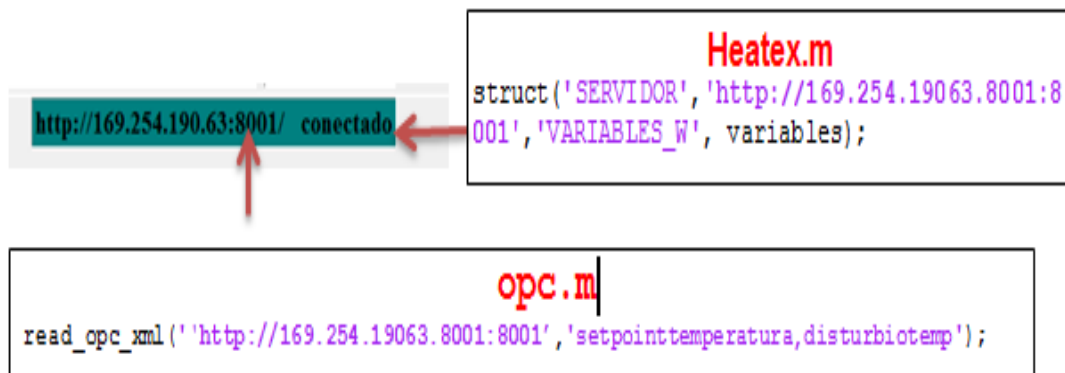 Heatex.m
struct('SERVIDOR','http://169.254.19063.8001:8
001','VARIABLES_W', variables);
http://169.254.190.63:8001/ conectado
opc.m
read_opc_xml(''http://169.254.19063.8001:8001','setpointtemperatura,disturbiotemp');